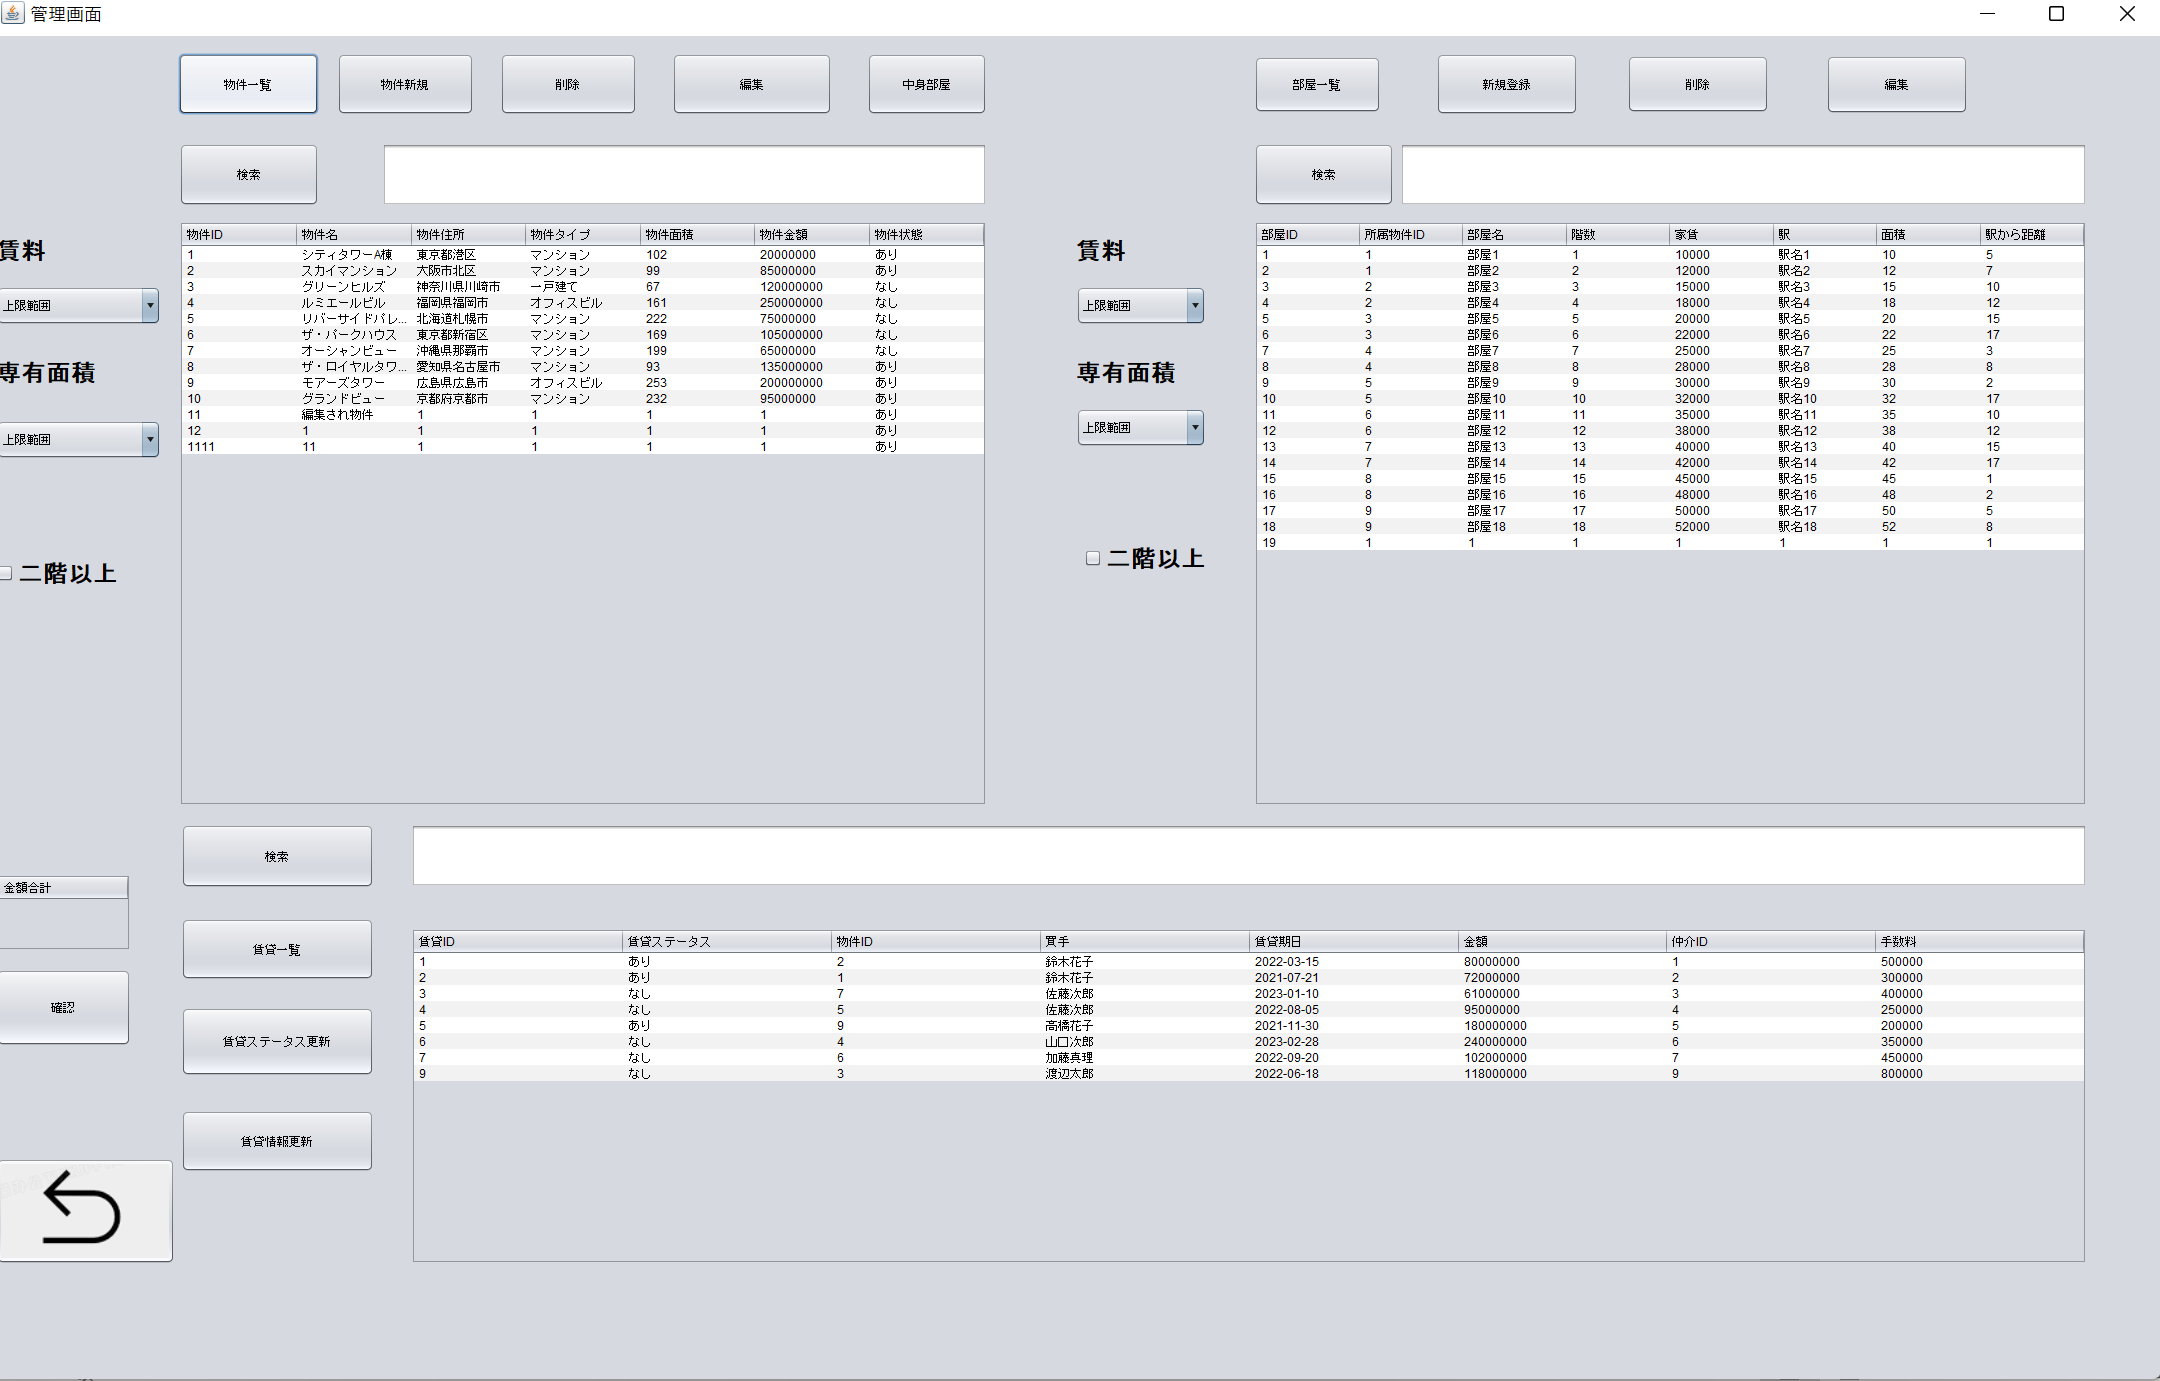 管理画面
物件一覧 物件新規 削除 編集 中身部屋
検索
賃料
上限範囲
専有面積
上限範囲
二階以上
物件ID 物件名 物件住所 物件タイプ 物件面積 物件金額 物件状態
1 シティタワーA棟 東京都港区 マンション 102 20000000 あり
2 スカイマンション 大阪市北区 マンション 99 85000000 あり
3 グリーンヒルズ 神奈川県川崎市 一戸建て 67 120000000 なし
4 ルミエールビル 福岡県福岡市 オフィスビル 161 250000000 なし
5 リバーサイドパレ... 北海道札幌市 マンション 222 75000000 なし
6 ザ・パークハウス 東京都新宿区 マンション 169 105000000 なし
7 オーシャンビュー 沖縄県那覇市 マンション 199 65000000 なし
8 ザ・ロイヤルタワ... 愛知県名古屋市 マンション 93 135000000 あり
9 モアーズタワー 広島県広島市 オフィスビル 253 200000000 あり
10 グランドビュー 京都府京都市 マンション 232 95000000 あり
11 編集され物件 1 1 1 1 あり
12 1 1 1 1 1 あり
1111 11 1 1 1 1 あり
部屋一覧 新規登録 削除 編集
検索
賃料
上限範囲
専有面積
上限範囲
二階以上
部屋ID 所属物件ID 部屋名 階数 家賃 駅 面積 駅から距離
1 1 部屋1 1 10000 駅名1 10 5
2 1 部屋2 2 12000 駅名2 12 7
3 2 部屋3 3 15000 駅名3 15 10
4 2 部屋4 4 18000 駅名4 18 12
5 3 部屋5 5 20000 駅名5 20 15
6 3 部屋6 6 22000 駅名6 22 17
7 4 部屋7 7 25000 駅名7 25 3
8 4 部屋8 8 28000 駅名8 28 8
9 5 部屋9 9 30000 駅名9 30 2
10 5 部屋10 10 32000 駅名10 32 17
11 6 部屋11 11 35000 駅名11 35 10
12 6 部屋12 12 38000 駅名12 38 12
13 7 部屋13 13 40000 駅名13 40 15
14 7 部屋14 14 42000 駅名14 42 17
15 8 部屋15 15 45000 駅名15 45 1
16 8 部屋16 16 48000 駅名16 48 2
17 9 部屋17 17 50000 駅名17 50 5
18 9 部屋18 18 52000 駅名18 52 8
19 1 1 1 1 1 1 1
検索
金額合計
確認
賃貸一覧
賃貸ステータス更新
賃貸情報更新
賃貸ID 賃貸ステータス 物件ID 買手 賃貸期日 金額 仲介ID 手数料
1 あり 2 鈴木花子 2022-03-15 80000000 1 500000
2 あり 1 鈴木花子 2021-07-21 72000000 2 300000
3 なし 7 佐藤次郎 2023-01-10 61000000 3 400000
4 なし 5 佐藤次郎 2022-08-05 95000000 4 250000
5 あり 9 高橋花子 2021-11-30 180000000 5 200000
6 なし 4 山口次郎 2023-02-28 240000000 6 350000
7 なし 6 加藤真理 2022-09-20 102000000 7 450000
9 なし 3 渡辺太郎 2022-06-18 118000000 9 800000